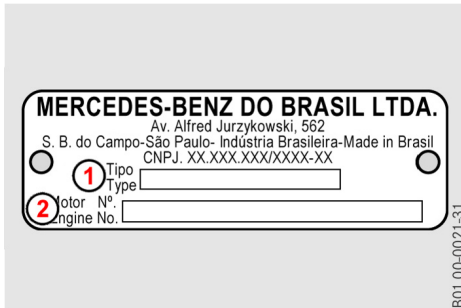 MERCEDES-BENZ DO BRASIL LTDA.
Av. Alfred Jurzykowski, 562
S. B. do Campo-São Paulo- Indústria Brasileira-Made in Brasil
CNPJ. XX.XXX.XXX/XXXX-XX
1 Tipo
Type
2 Motor Nº.
Engine No.
B01.00-0021-31